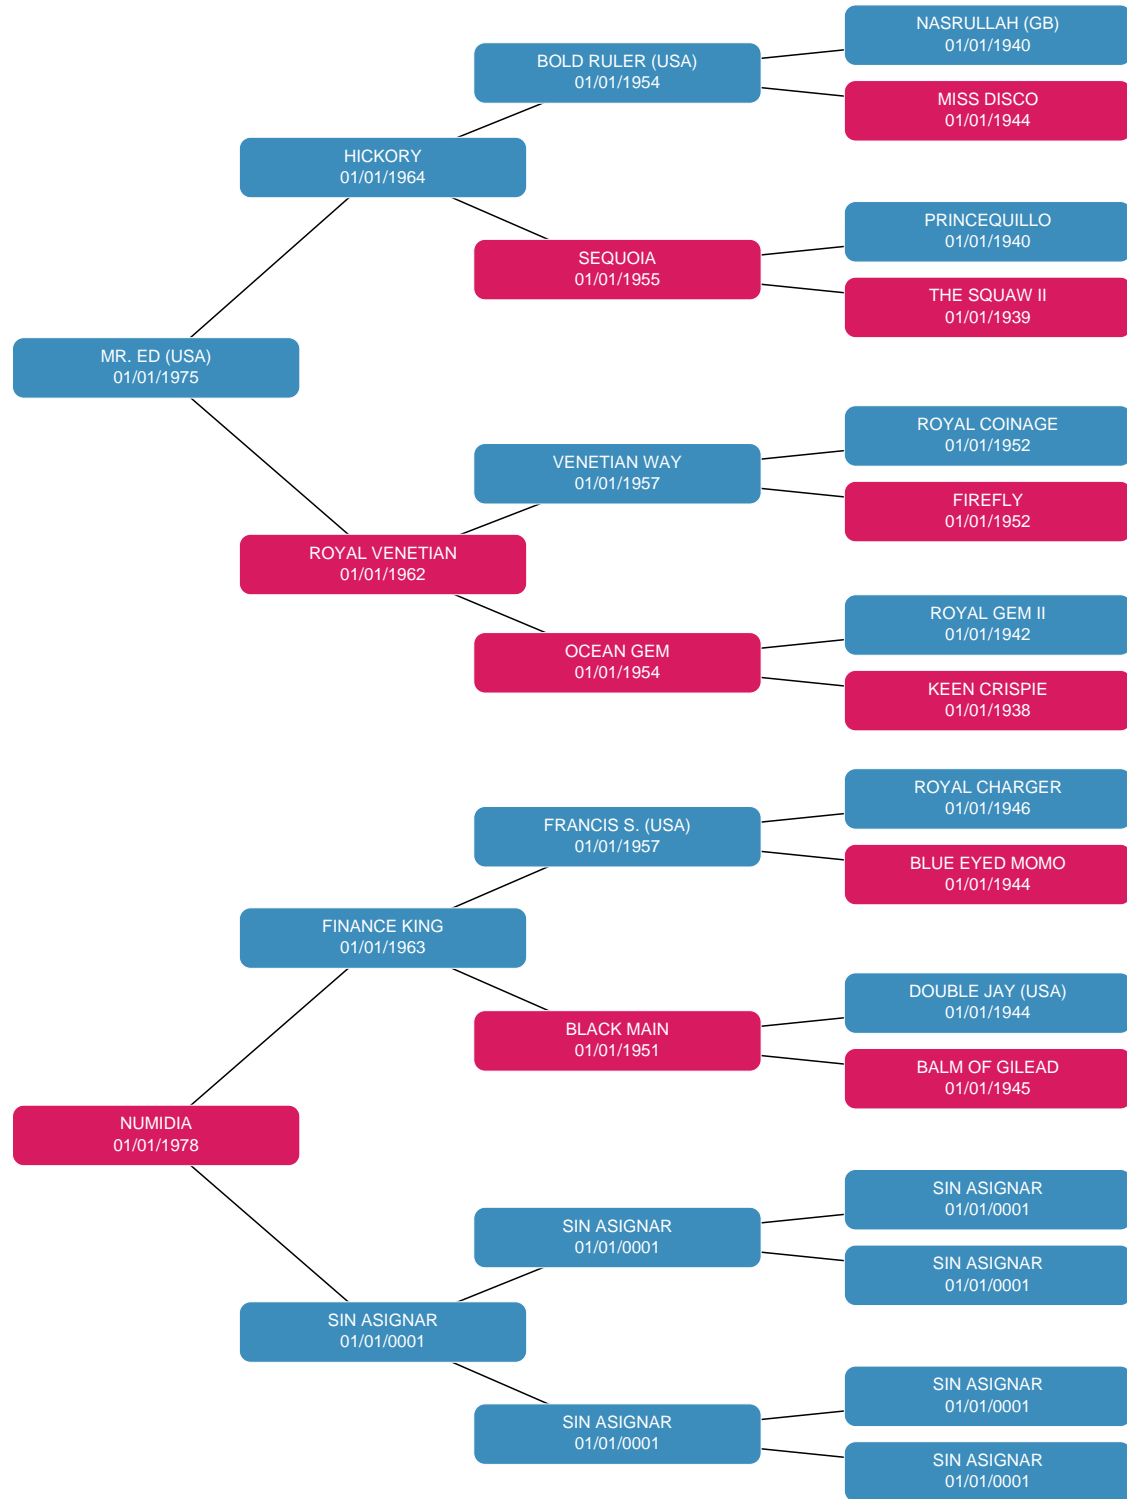 NASRULLAH (GB)
01/01/1940
BOLD RULER (USA)
01/01/1954
MISS DISCO
01/01/1944
HICKORY
01/01/1964
PRINCEQUILLO
01/01/1940
SEQUOIA
01/01/1955
THE SQUAW II
01/01/1939
MR. ED (USA)
01/01/1975
ROYAL COINAGE
01/01/1952
VENETIAN WAY
01/01/1957
FIREFLY
01/01/1952
ROYAL VENETIAN
01/01/1962
ROYAL GEM II
01/01/1942
OCEAN GEM
01/01/1954
KEEN CRISPIE
01/01/1938
ROYAL CHARGER
01/01/1946
FRANCIS S. (USA)
01/01/1957
BLUE EYED MOMO
01/01/1944
FINANCE KING
01/01/1963
DOUBLE JAY (USA)
01/01/1944
BLACK MAIN
01/01/1951
BALM OF GILEAD
01/01/1945
NUMIDIA
01/01/1978
SIN ASIGNAR
01/01/0001
SIN ASIGNAR
01/01/0001
SIN ASIGNAR
01/01/0001
SIN ASIGNAR
01/01/0001
SIN ASIGNAR
01/01/0001
SIN ASIGNAR
01/01/0001
SIN ASIGNAR
01/01/0001